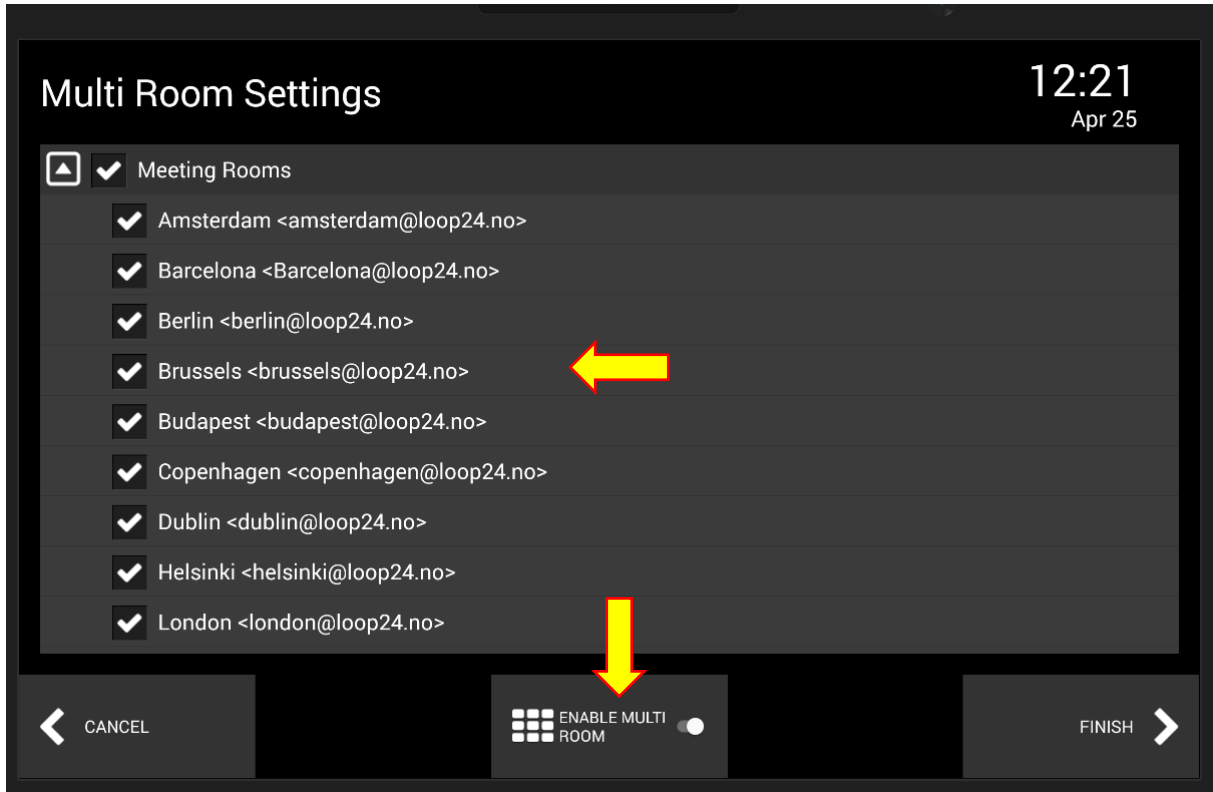 Multi Room Settings
12:21
Apr 25
Meeting Rooms
Amsterdam <amsterdam@loop24.no>
Barcelona <Barcelona@loop24.no>
Berlin <berlin@loop24.no>
Brussels <brussels@loop24.no>
Budapest <budapest@loop24.no>
Copenhagen <copenhagen@loop24.no>
Dublin <dublin@loop24.no>
Helsinki <helsinki@loop24.no>
London <london@loop24.no>
CANCEL
ENABLE MULTI
ROOM
FINISH